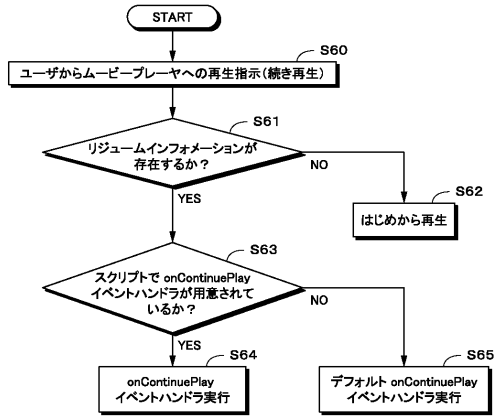 START
S60
ユーザからムービープレーヤへの再生指示(続き再生)
S61
リジュームインフォメーションが
存在するか?
NO
YES
S62
はじめから再生
S63
スクリプトで onContinuePlay
イベントハンドラが用意されて
いるか?
NO
YES
S64
onContinuePlay
イベントハンドラ実行
S65
デフォルト onContinuePlay
イベントハンドラ実行